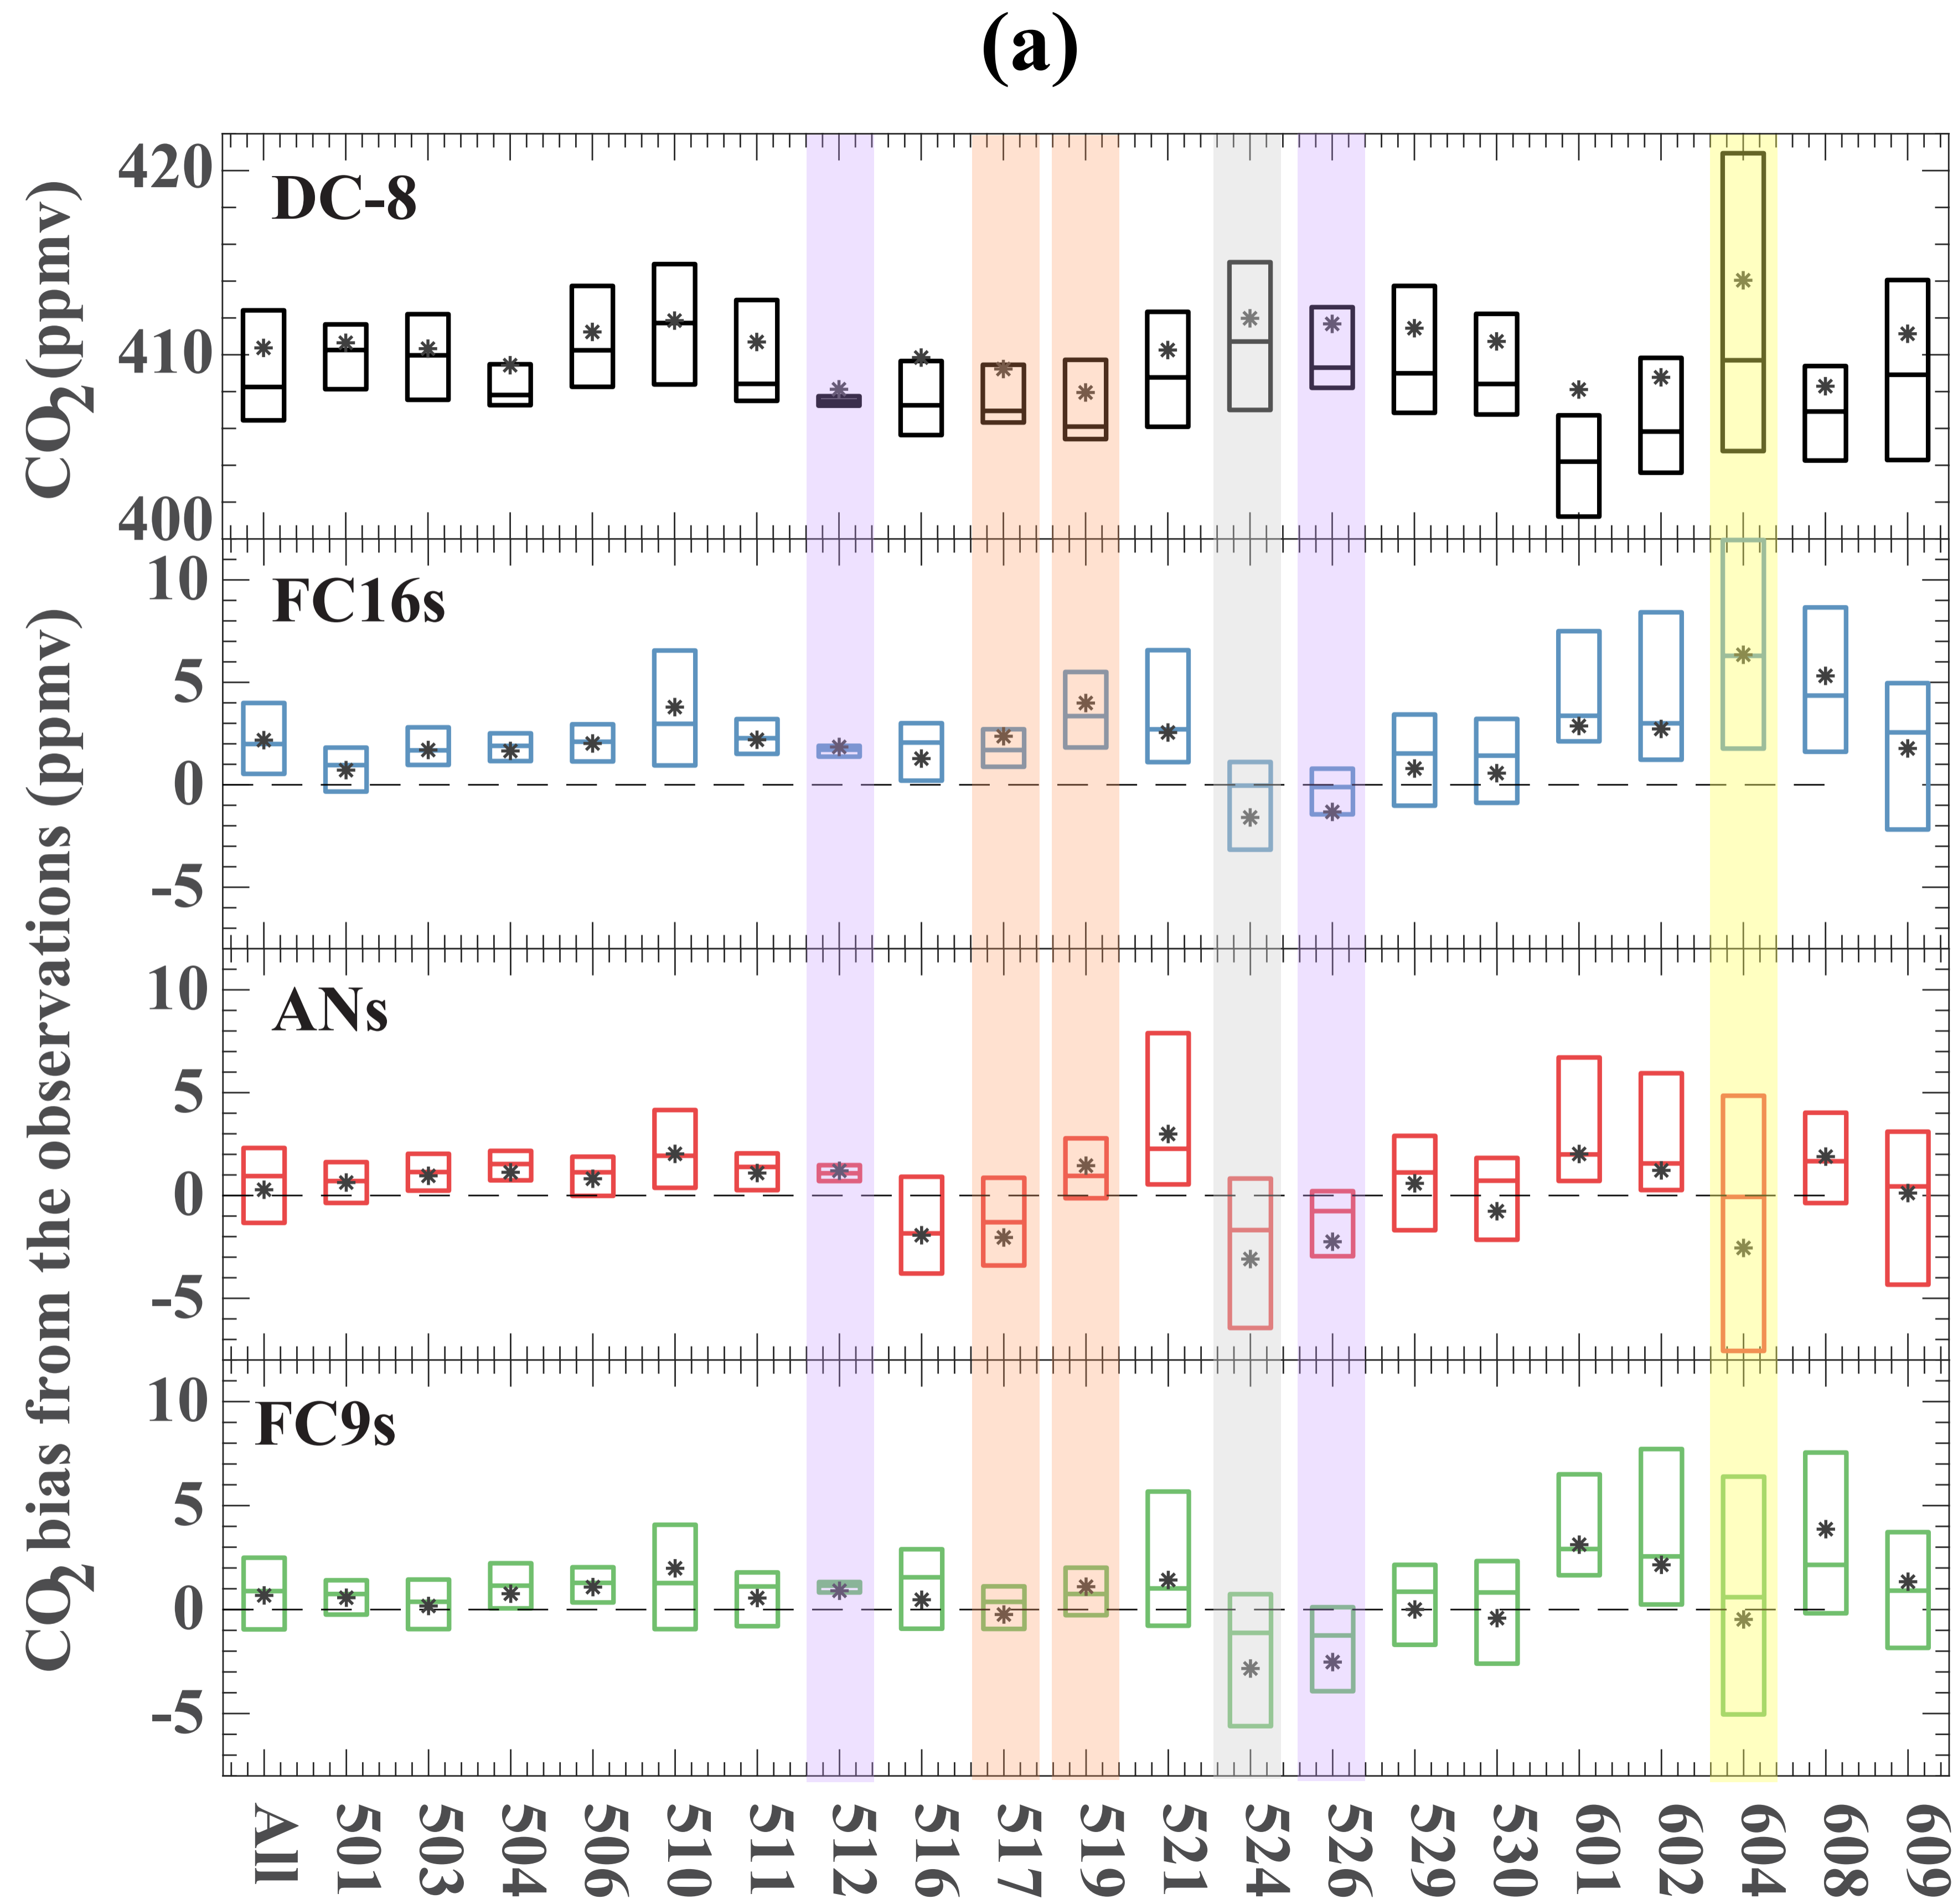 (a)
CO2(ppmv)
420
410
400
DC-8
CO2 bias from the observations (ppmv)
10
5
0
-5
FC16s
10
5
0
-5
ANs
10
5
0
-5
FC9s
All 501 503 504 506 510 511 512 516 517 519 521 524 526 529 530 601 602 604 608 609